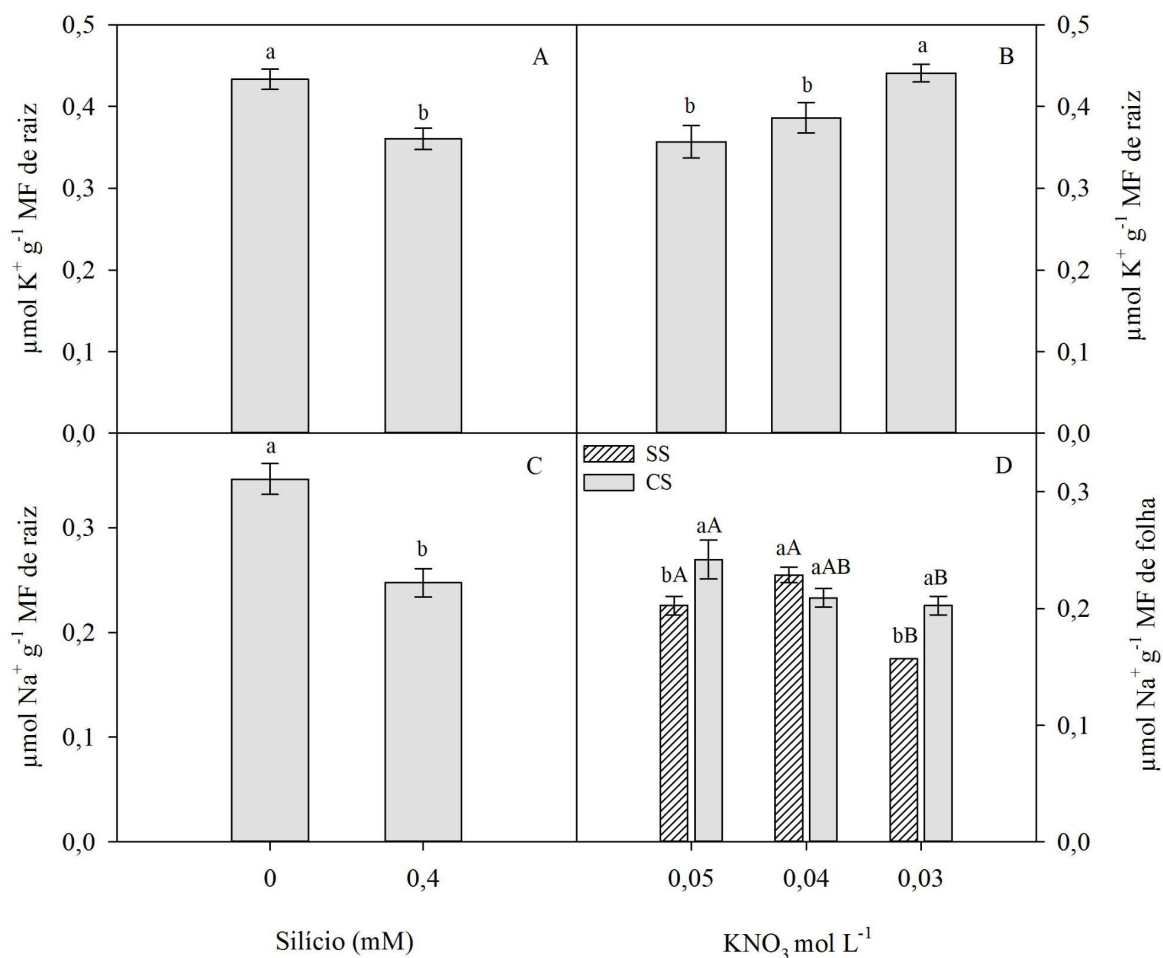 0,5
0,4
0,3
0,2
0,1
0,0
µmol K⁺ g⁻¹ MF de raiz
a
b
A
b
b
a
B
0,5
0,4
0,3
0,2
0,1
0,0
µmol K⁺ g⁻¹ MF de raiz
0,3
0,2
0,1
0,0
µmol Na⁺ g⁻¹ MF de raiz
a
b
C
SS
CS
D
bA
aA
aA
aAB
bB
aB
0,3
0,2
0,1
0,0
µmol Na⁺ g⁻¹ MF de folha
0 0,4
0,05 0,04 0,03
Silício (mM)
KNO₃ mol L⁻¹